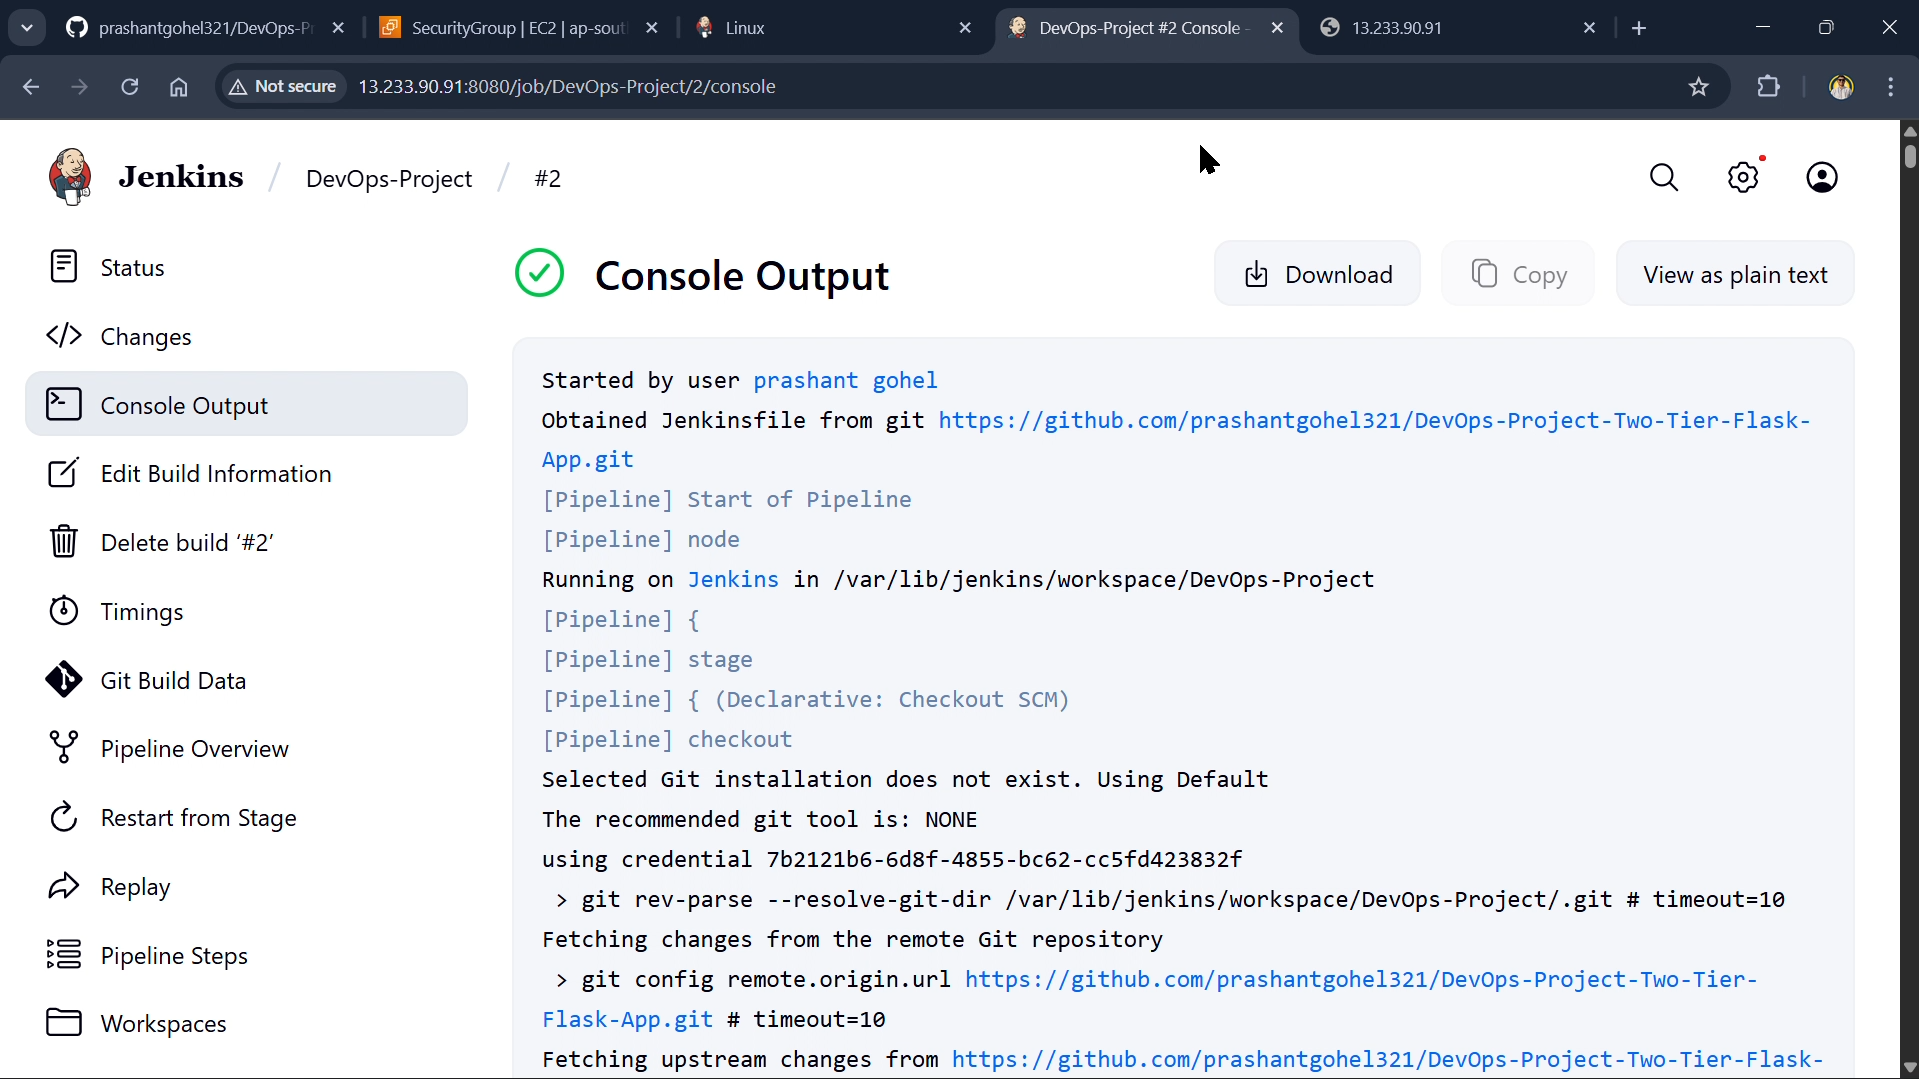 prashantgohel321/DevOps-Pr
SecurityGroup | EC2 | ap-sout
Linux
DevOps-Project #2 Console -
13.233.90.91
Not secure
13.233.90.91:8080/job/DevOps-Project/2/console
Jenkins / DevOps-Project / #2
Status
Changes
Console Output
Edit Build Information
Delete build ‘#2’
Timings
Git Build Data
Pipeline Overview
Restart from Stage
Replay
Pipeline Steps
Workspaces
Console Output
Download
Copy
View as plain text
Started by user prashant gohel
Obtained Jenkinsfile from git https://github.com/prashantgohel321/DevOps-Project-Two-Tier-Flask-
App.git
[Pipeline] Start of Pipeline
[Pipeline] node
Running on Jenkins in /var/lib/jenkins/workspace/DevOps-Project
[Pipeline] {
[Pipeline] stage
[Pipeline] { (Declarative: Checkout SCM)
[Pipeline] checkout
Selected Git installation does not exist. Using Default
The recommended git tool is: NONE
using credential 7b2121b6-6d8f-4855-bc62-cc5fd423832f
> git rev-parse --resolve-git-dir /var/lib/jenkins/workspace/DevOps-Project/.git # timeout=10
Fetching changes from the remote Git repository
> git config remote.origin.url https://github.com/prashantgohel321/DevOps-Project-Two-Tier-
Flask-App.git # timeout=10
Fetching upstream changes from https://github.com/prashantgohel321/DevOps-Project-Two-Tier-Flask-